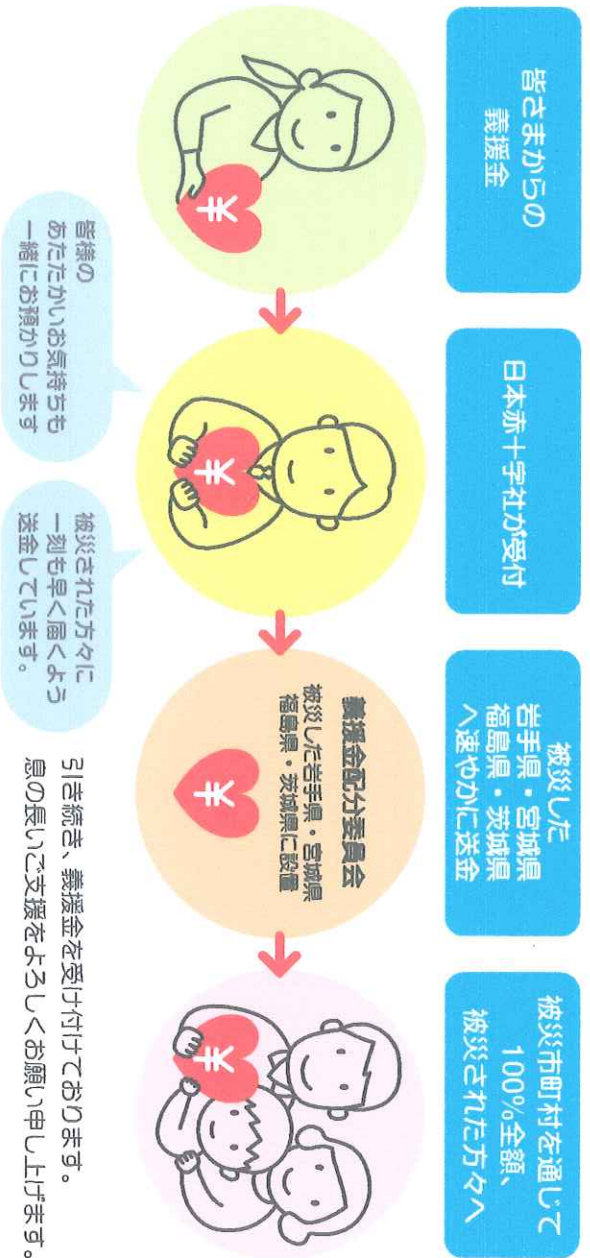 皆さまからの
義援金
日本赤十字社が受付
被災した
岩手県・宮城県
福島県・茨城県
へ速やかに送金
被災市町村を通じて
100%全額、
被災された方々へ
¥
¥
義援金配分委員会
被災した岩手県・宮城県
福島県・茨城県に設置
¥
¥
皆様の
あたたかいお気持ちも
一緒にお預かりします
被災された方々に
一刻も早く届くよう
送金しています。
引き続き、義援金を受け付けております。
息の長いご支援をよろしくお願い申し上げます。